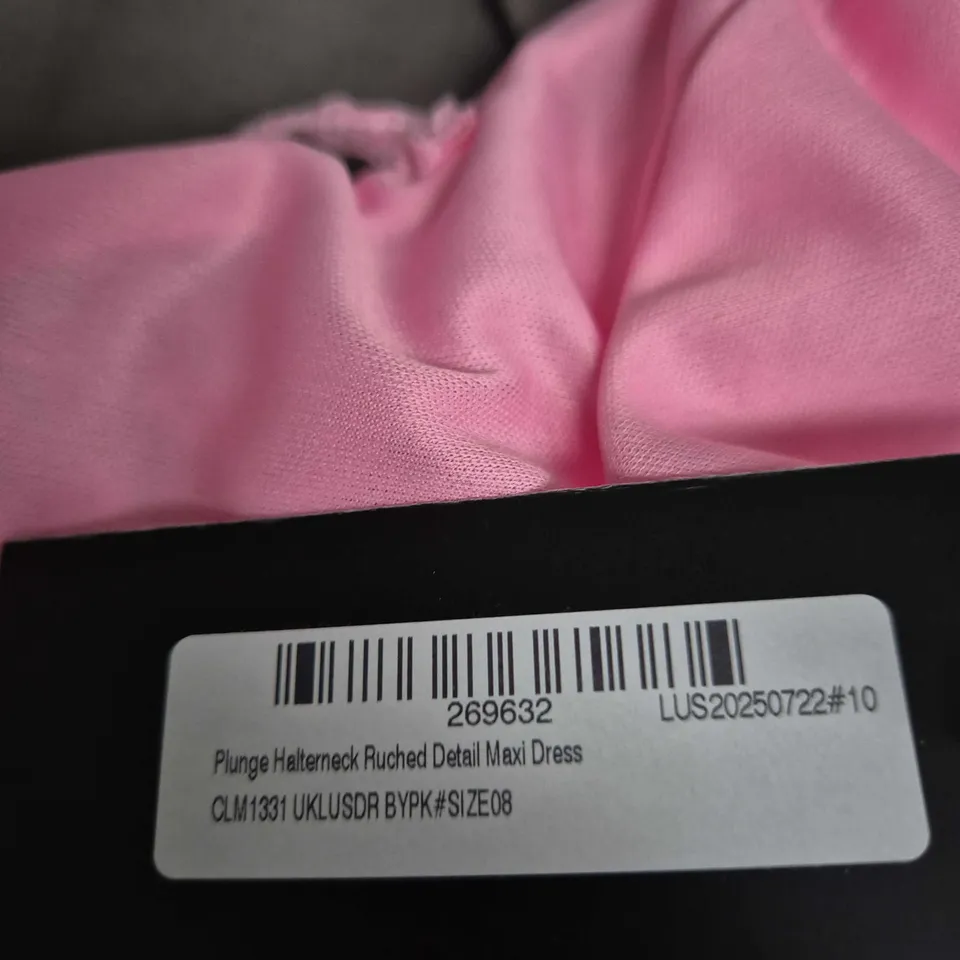 269632
LUS20250722#10
Plunge Halterneck Ruched Detail Maxi Dress
CLM1331 UKLUSDR BYPK#SIZE08